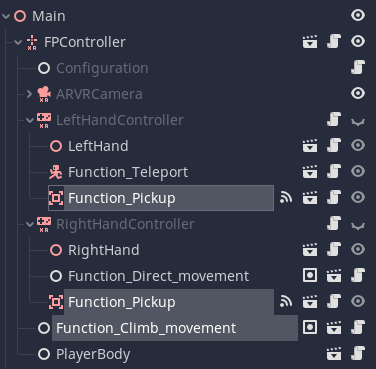 Main
FPController
Configuration
ARVRCamera
LeftHandController
LeftHand
Function_Teleport
Function_Pickup
RightHandController
RightHand
Function_Direct_movement
Function_Pickup
Function_Climb_movement
PlayerBody